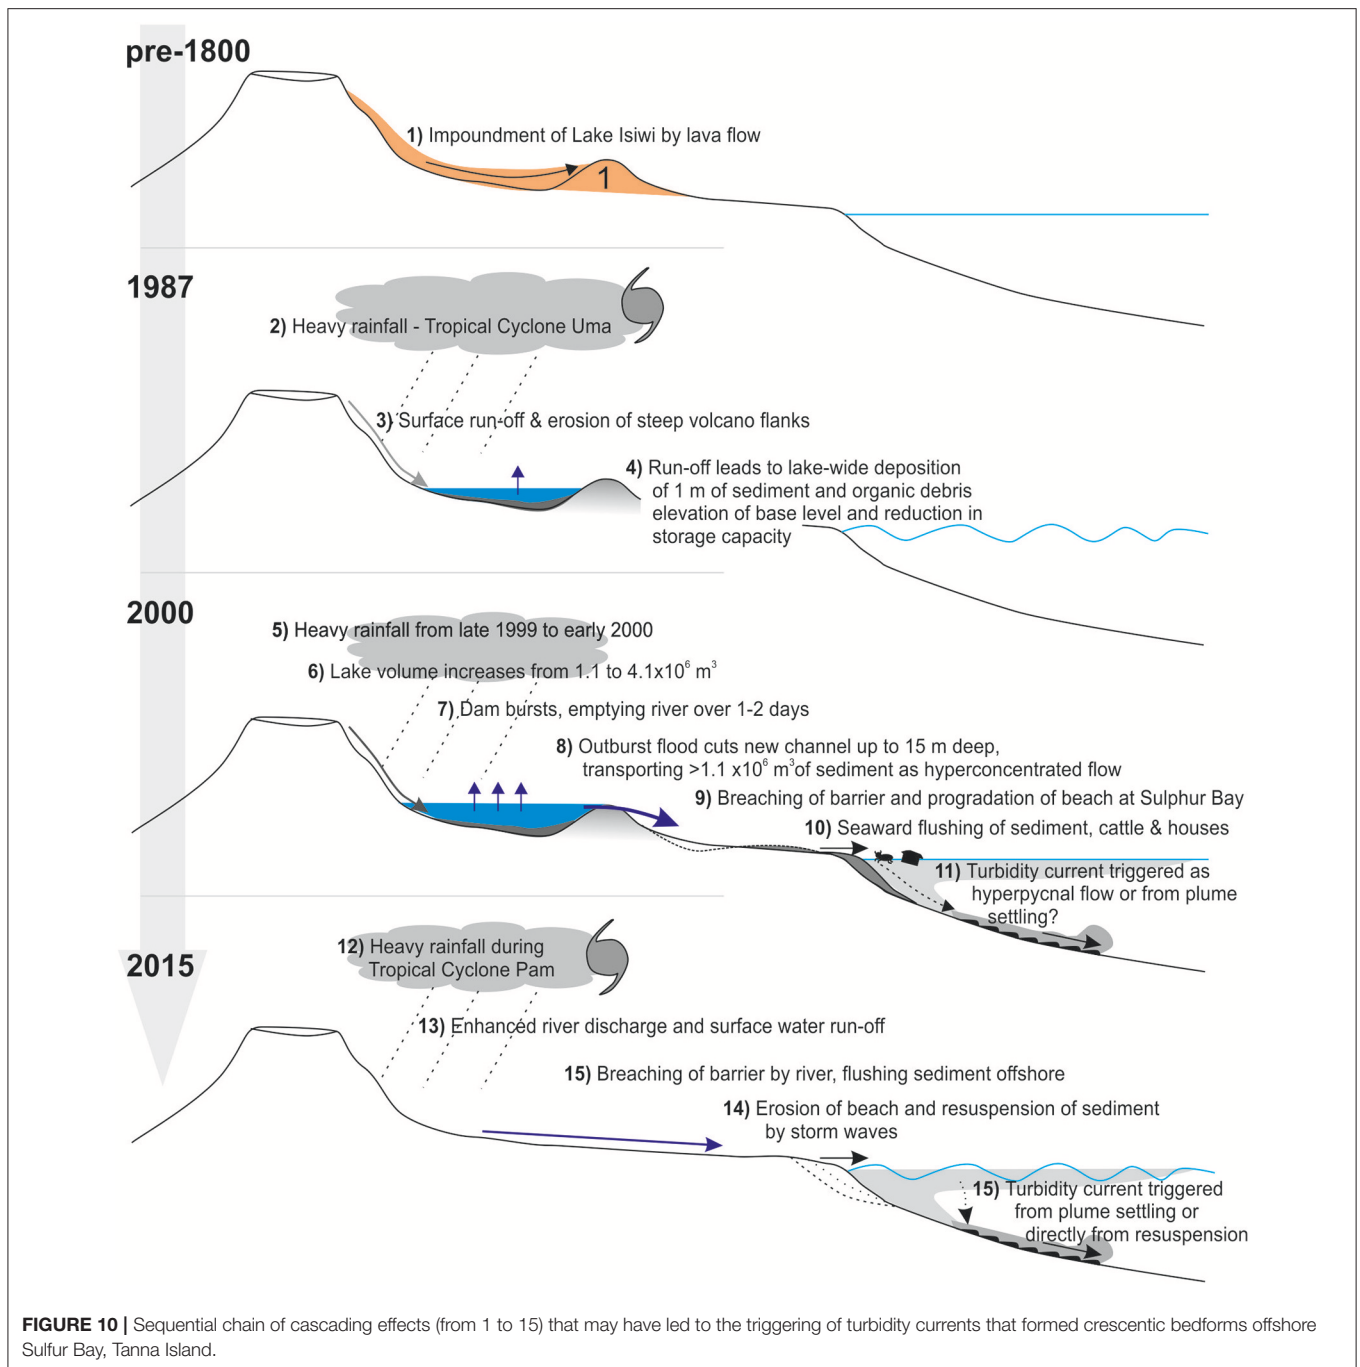 pre-1800
1) Impoundment of Lake Isiwi by lava flow
1
1987
2) Heavy rainfall - Tropical Cyclone Uma
3) Surface run-off & erosion of steep volcano flanks
4) Run-off leads to lake-wide deposition
of 1 m of sediment and organic debris
elevation of base level and reduction in
storage capacity
2000
5) Heavy rainfall from late 1999 to early 2000
6) Lake volume increases from 1.1 to 4.1x10⁶ m³
7) Dam bursts, emptying river over 1-2 days
8) Outburst flood cuts new channel up to 15 m deep,
transporting >1.1 x10⁶ m³of sediment as hyperconcentrated flow
9) Breaching of barrier and progradation of beach at Sulphur Bay
10) Seaward flushing of sediment, cattle & houses
11) Turbidity current triggered as
hyperpycnal flow or from plume
settling?
2015
12) Heavy rainfall during
Tropical Cyclone Pam
13) Enhanced river discharge and surface water run-off
15) Breaching of barrier by river, flushing sediment offshore
14) Erosion of beach and resuspension of sediment
by storm waves
15) Turbidity current triggered
from plume settling or
directly from resuspension
FIGURE 10 | Sequential chain of cascading effects (from 1 to 15) that may have led to the triggering of turbidity currents that formed crescentic bedforms offshore
Sulfur Bay, Tanna Island.